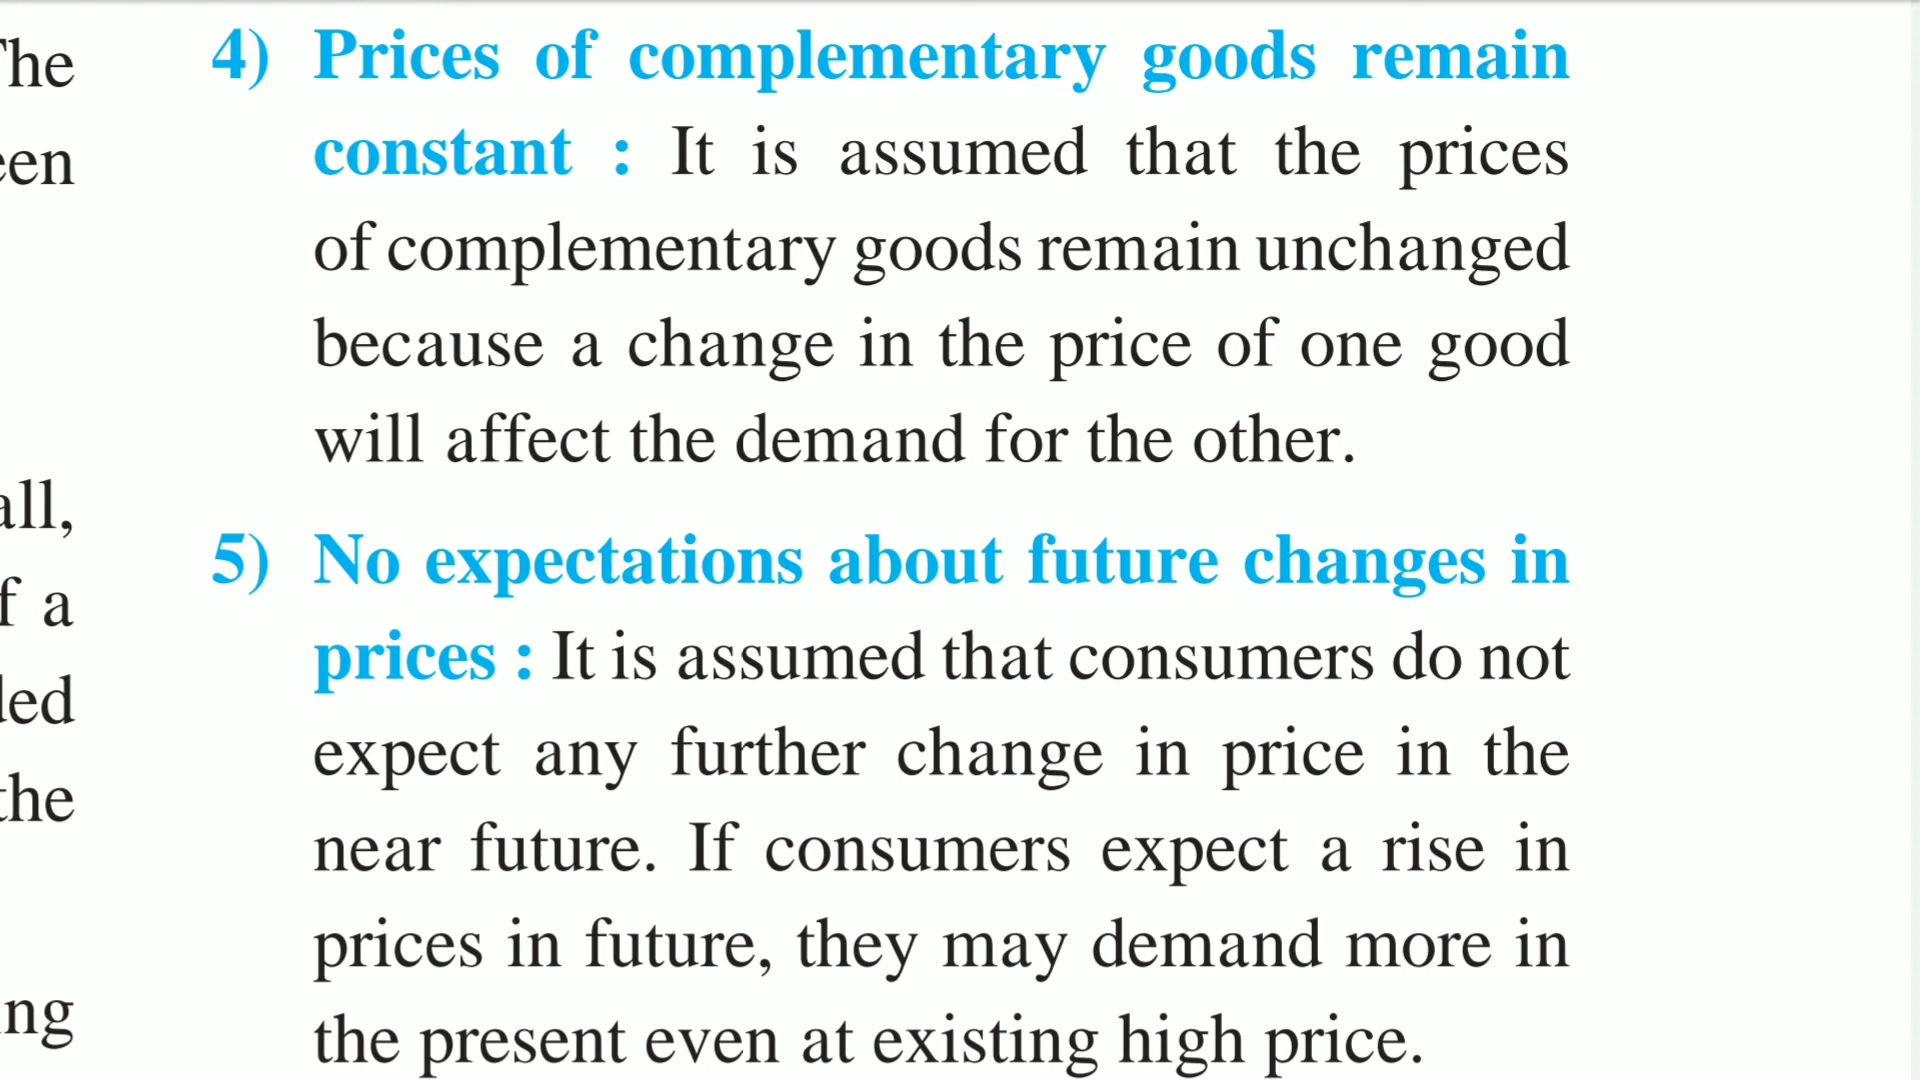 4) Prices of complementary goods remain
constant : It is assumed that the prices
of complementary goods remain unchanged
because a change in the price of one good
will affect the demand for the other.
5) No expectations about future changes in
prices : It is assumed that consumers do not
expect any further change in price in the
near future. If consumers expect a rise in
prices in future, they may demand more in
the present even at existing high price.